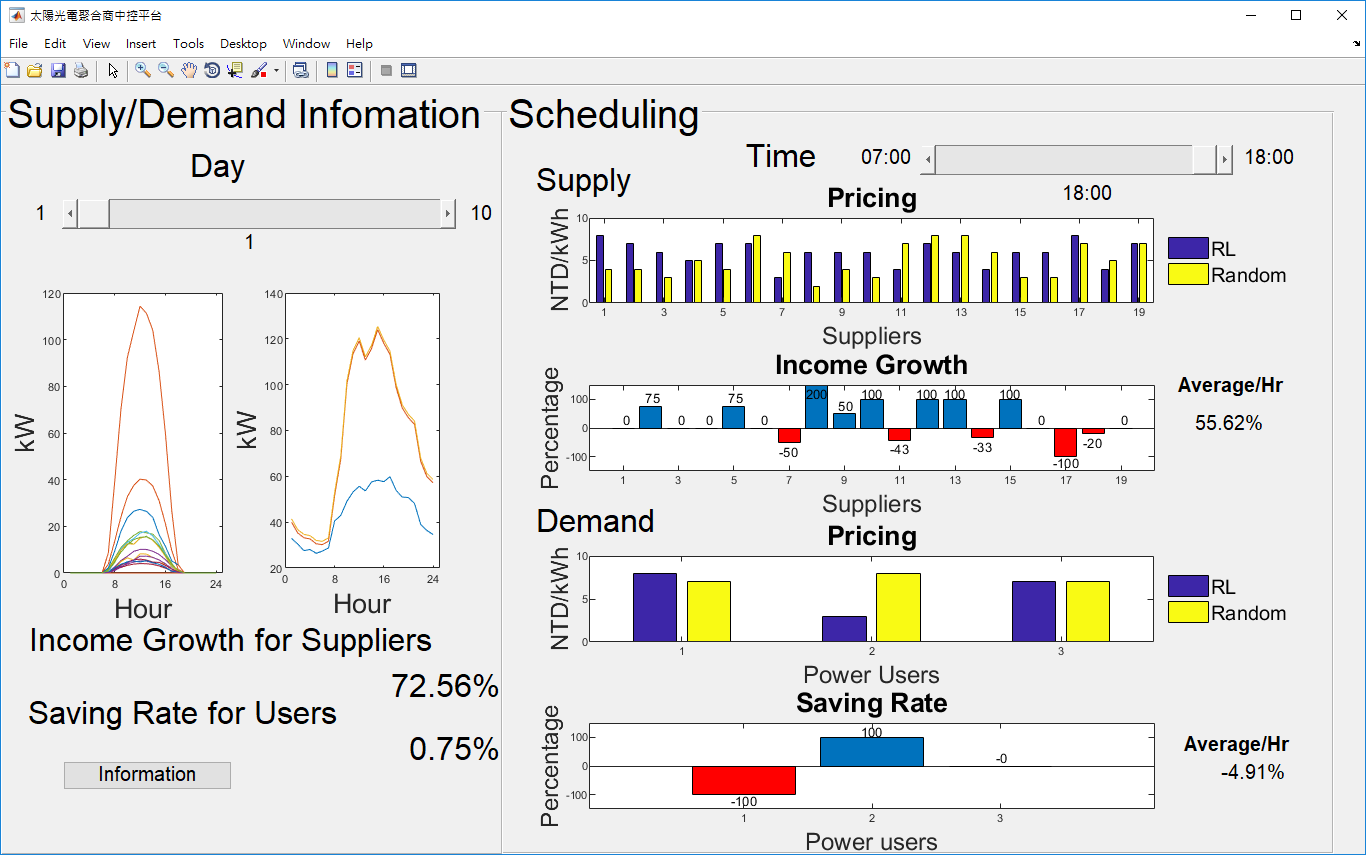 太陽光電聚合商中控平台
File Edit View Insert Tools Desktop Window Help
Supply/Demand Infomation
Day
1 10
1
kW
120
100
80
60
40
20
0
0 8 16 24
Hour
kW
140
120
100
80
60
40
20
0 8 16 24
Hour
Income Growth for Suppliers
72.56%
Saving Rate for Users
0.75%
Information
Scheduling
Time 07:00 18:00
18:00
Supply
Pricing
NTD/kWh
10
5
0
1 3 5 7 9 11 13 15 17 19
Suppliers
RL
Random
Income Growth
Percentage
100
0
-100
0 75 0 0 75 0 -50 200 50 100 -43 100 100 -33 100 0 -100 -20 0
1 3 5 7 9 11 13 15 17 19
Suppliers
Average/Hr
55.62%
Demand
Pricing
NTD/kWh
10
5
0
1 2 3
Power Users
RL
Random
Saving Rate
Percentage
100
0
-100
-100 100 -0
1 2 3
Power users
Average/Hr
-4.91%